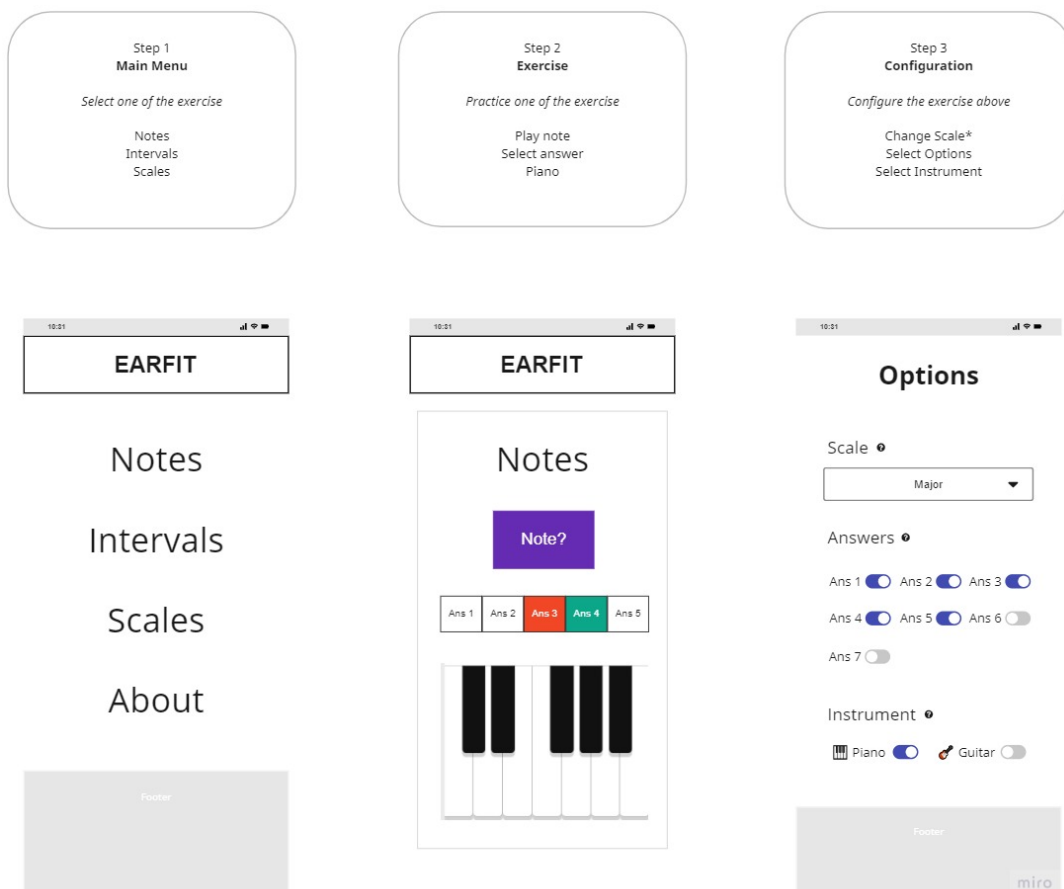 Step 1
Main Menu
Select one of the exercise
Notes
Intervals
Scales
Step 2
Exercise
Practice one of the exercise
Play note
Select answer
Piano
Step 3
Configuration
Configure the exercise above
Change Scale*
Select Options
Select Instrument
10:31
EARFIT
Notes
Intervals
Scales
About
Footer
10:31
EARFIT
Notes
Note?
Ans 1 Ans 2 Ans 3 Ans 4 Ans 5
10:31
Options
Scale ?
Major
Answers ?
Ans 1 Ans 2 Ans 3
Ans 4 Ans 5 Ans 6
Ans 7
Instrument ?
Piano Guitar
Footer
miro